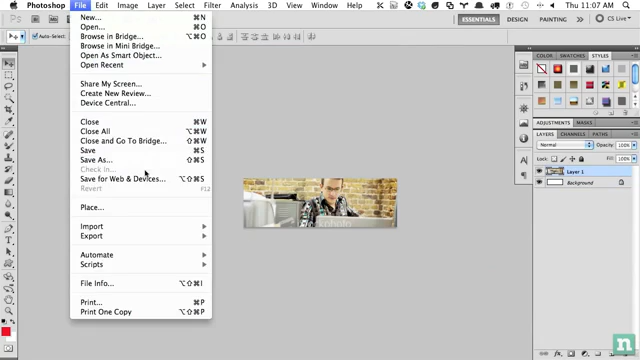 Photoshop File Edit Image Layer Select Filter Analysis 3D View Window Help Thu 11:07 AM
ESSENTIALS DESIGN PAINTING CS Live
Auto-Select:
New... ⌘N
Open... ⌘O
Browse in Bridge... ⌥⌘O
Browse in Mini Bridge...
Open As Smart Object...
Open Recent
Share My Screen...
Create New Review...
Device Central...
Close ⌘W
Close All ⌥⌘W
Close and Go To Bridge... ⇧⌘W
Save ⌘S
Save As... ⇧⌘S
Check In...
Save for Web & Devices... ⌥⇧⌘S
Revert F12
Place...
Import
Export
Automate
Scripts
File Info... ⌥⇧⌘I
Print... ⌘P
Print One Copy ⌥⇧⌘P
COLOR SWATCHES STYLES
ADJUSTMENTS MASKS
LAYERS CHANNELS PATHS
Normal Opacity: 100%
Lock: Fill: 100%
Layer 1
Background
n